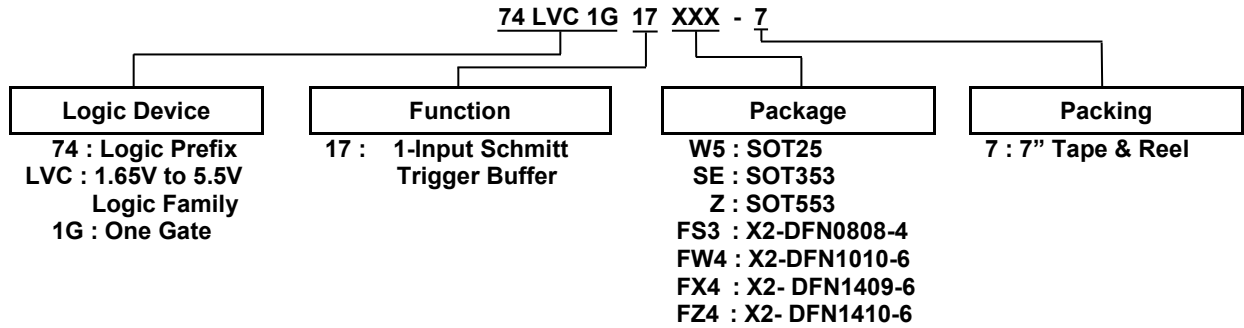 74 LVC 1G 17 XXX - 7
Logic Device
74 : Logic Prefix
LVC : 1.65V to 5.5V
Logic Family
1G : One Gate
Function
17 : 1-Input Schmitt
Trigger Buffer
Package
W5 : SOT25
SE : SOT353
Z : SOT553
FS3 : X2-DFN0808-4
FW4 : X2-DFN1010-6
FX4 : X2- DFN1409-6
FZ4 : X2- DFN1410-6
Packing
7 : 7” Tape & Reel